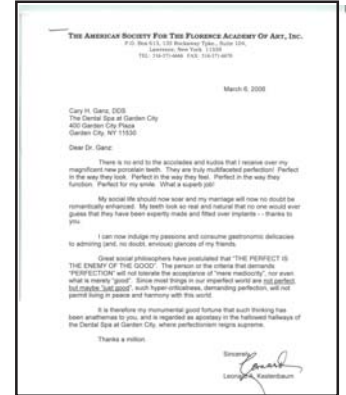 THE AMERICAN SOCIETY FOR THE FLORENCE ACADEMY OF ART, INC.
P.O. Box 613, 135 Rockaway Tpke., Suite 104,
Lawrence, New York 11559
TEL: FAX:
March 6, 2008
Cary H. Ganz, DDS
The Dental Spa at Garden City
400 Garden City Plaza
Garden City, NY 11530
Dear Dr. Ganz:
There is no end to the accolades and kudos that I receive over my
magnificent new porcelain teeth. They are truly multifaceted perfection! Perfect
in the way they look. Perfect in the way they feel. Perfect in the way they
function. Perfect for my smile. What a superb job!
My social life should now soar and my marriage will now no doubt be
romantically enhanced. My teeth look so real and natural that no one would ever
guess that they have been expertly made and fitted over implants - - thanks to
you.
I can now indulge my passions and consume gastronomic delicacies
to admiring (and, no doubt, envious) glances of my friends.
Great social philosophers have postulated that "THE PERFECT IS
THE ENEMY OF THE GOOD". The person or the criteria that demands
"PERFECTION" will not tolerate the acceptance of "mere mediocrity", nor even
what is merely "good". Since most things in our imperfect world are not perfect,
but maybe "just good", such hyper-criticalness, demanding perfection, will not
permit living in peace and harmony with this world.
It is therefore my monumental good fortune that such thinking has
been anathemas to you, and is regarded as apostasy in the hallowed hallways of
the Dental Spa at Garden City, where perfectionism reigns supreme.
Thanks a million.
Sincerely,
Leonard A. Kestenbaum